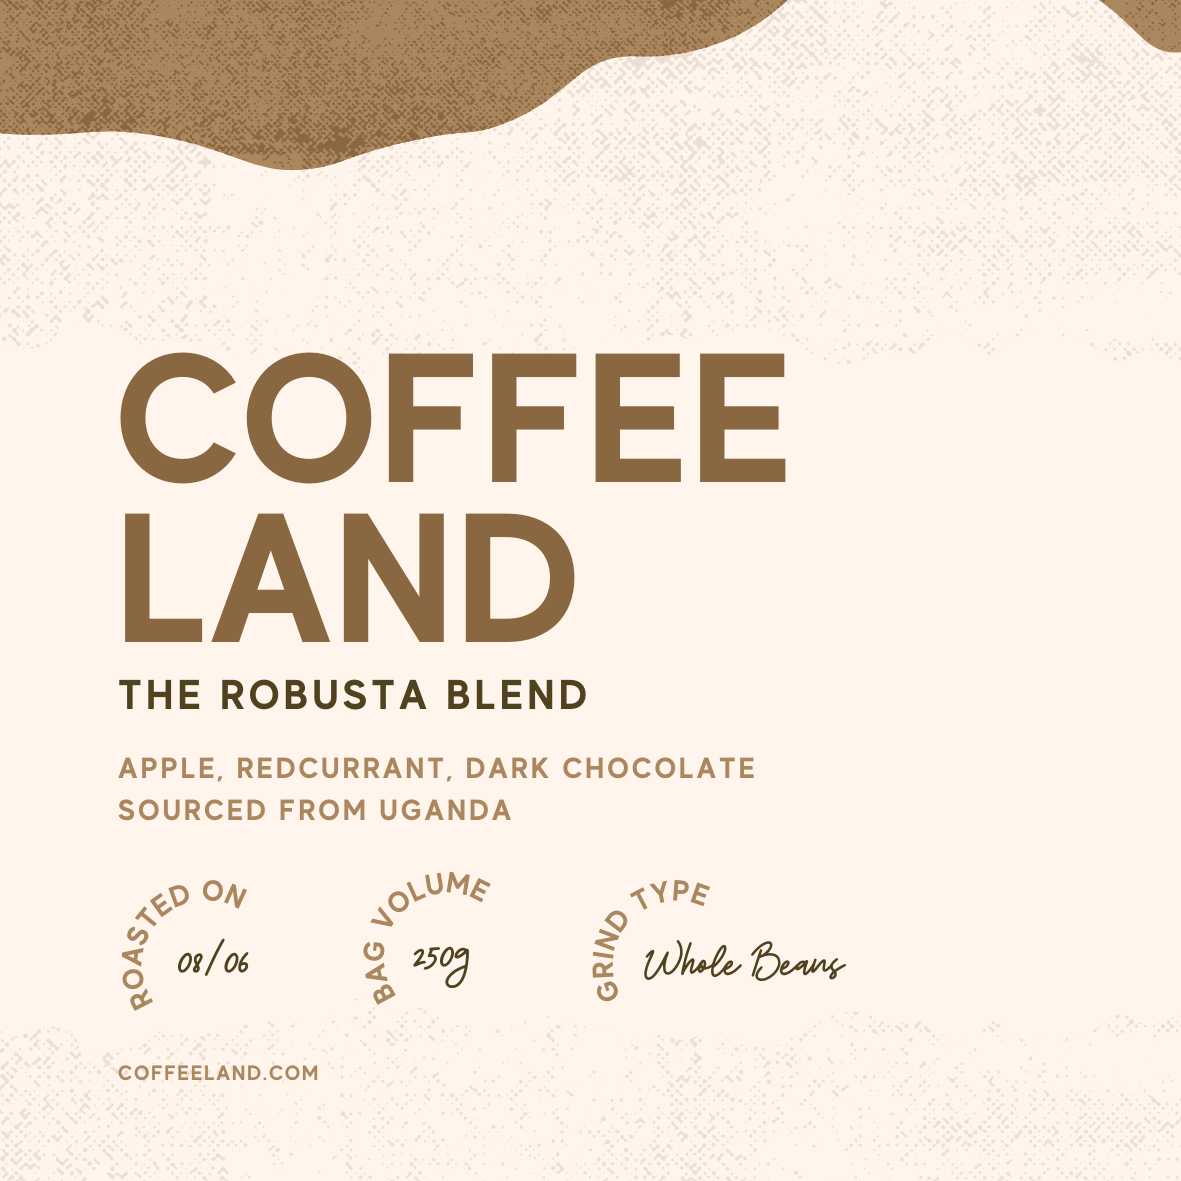 COFFEE
LAND
THE ROBUSTA BLEND
APPLE, REDCURRANT, DARK CHOCOLATE
SOURCED FROM UGANDA
ROASTED ON
08/06
BAG VOLUME
250g
GRIND TYPE
Whole Beans
COFFEELAND.COM